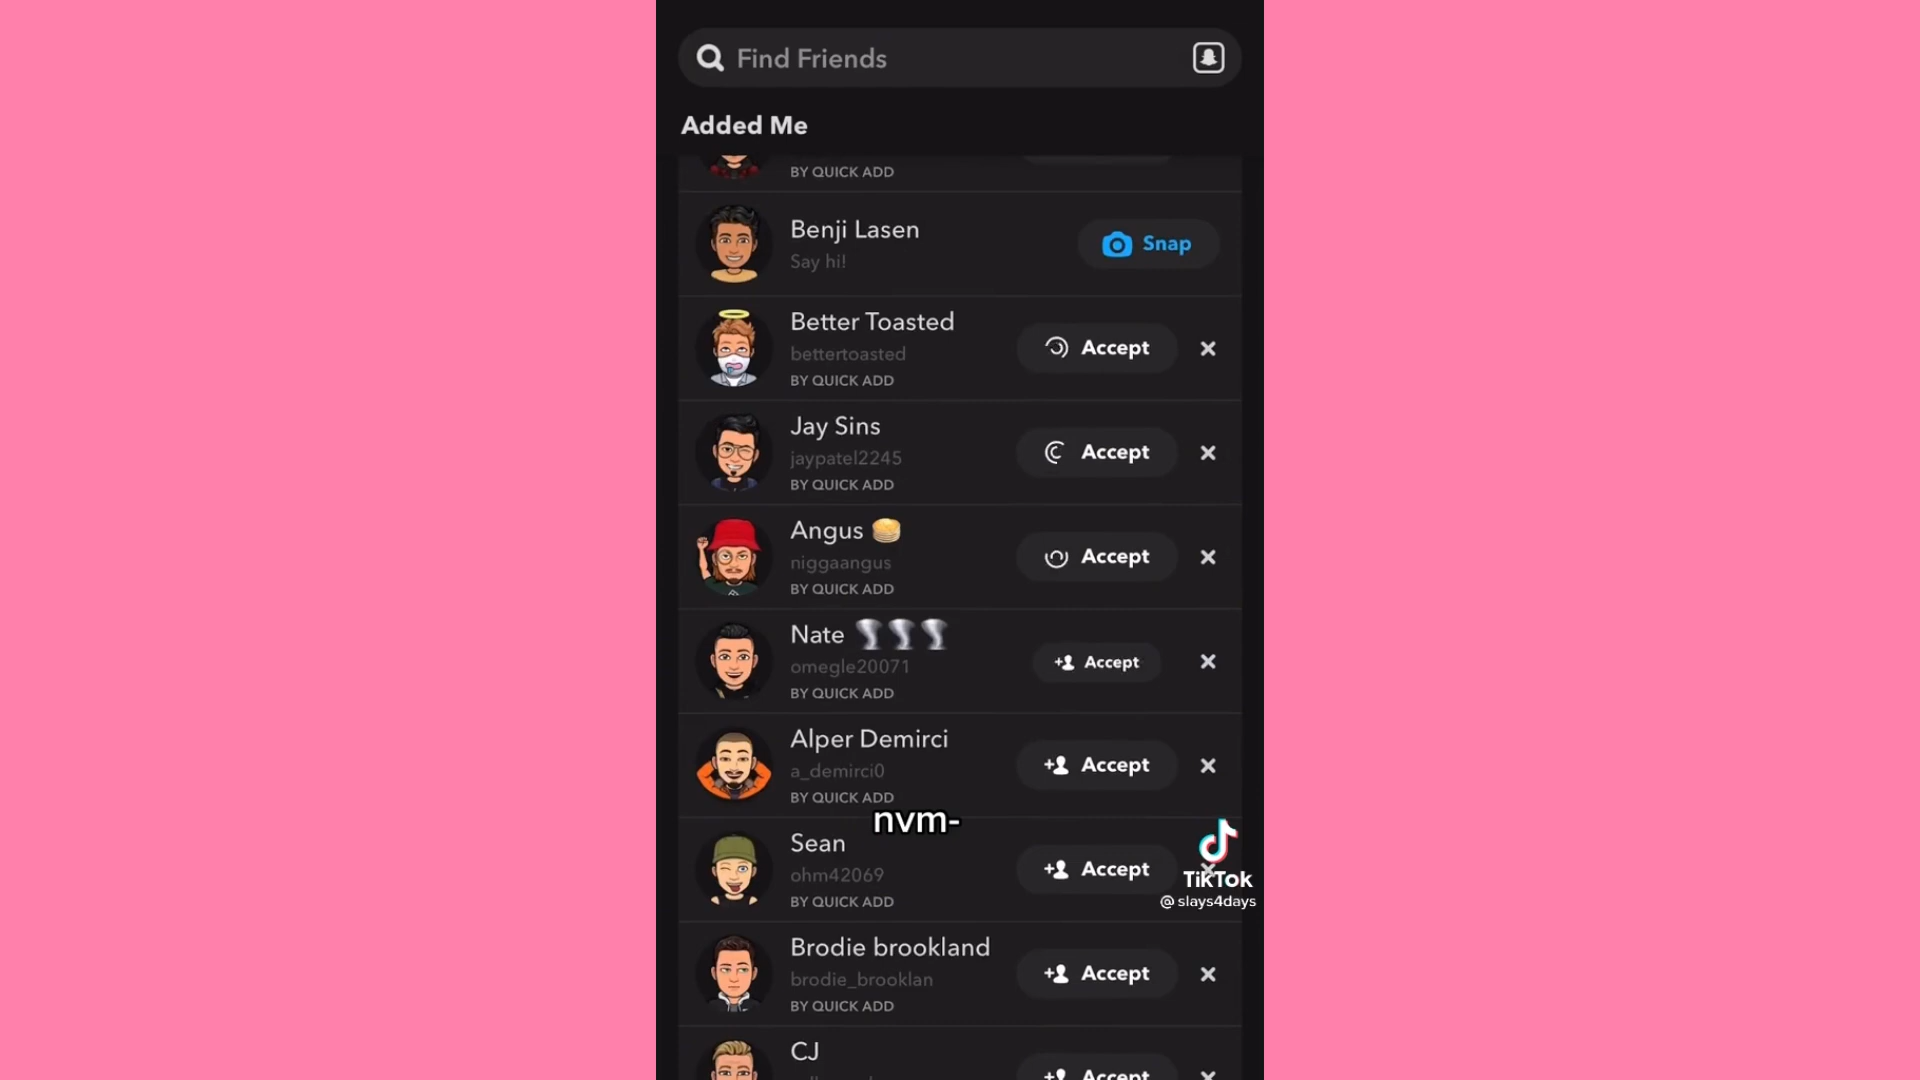 Find Friends
Added Me
BY QUICK ADD
Benji Lasen
Say hi!
Snap
Better Toasted
bettertoasted
BY QUICK ADD
Accept
Jay Sins
jaypatel2245
BY QUICK ADD
Accept
Angus
niggaangus
BY QUICK ADD
Accept
Nate
omegle20071
BY QUICK ADD
Accept
Alper Demirci
a_demirci0
BY QUICK ADD
Accept
nvm-
Sean
ohm42069
BY QUICK ADD
Accept
TikTok
@ slays4days
Brodie brookland
brodie_brooklan
BY QUICK ADD
Accept
CJ
Accept